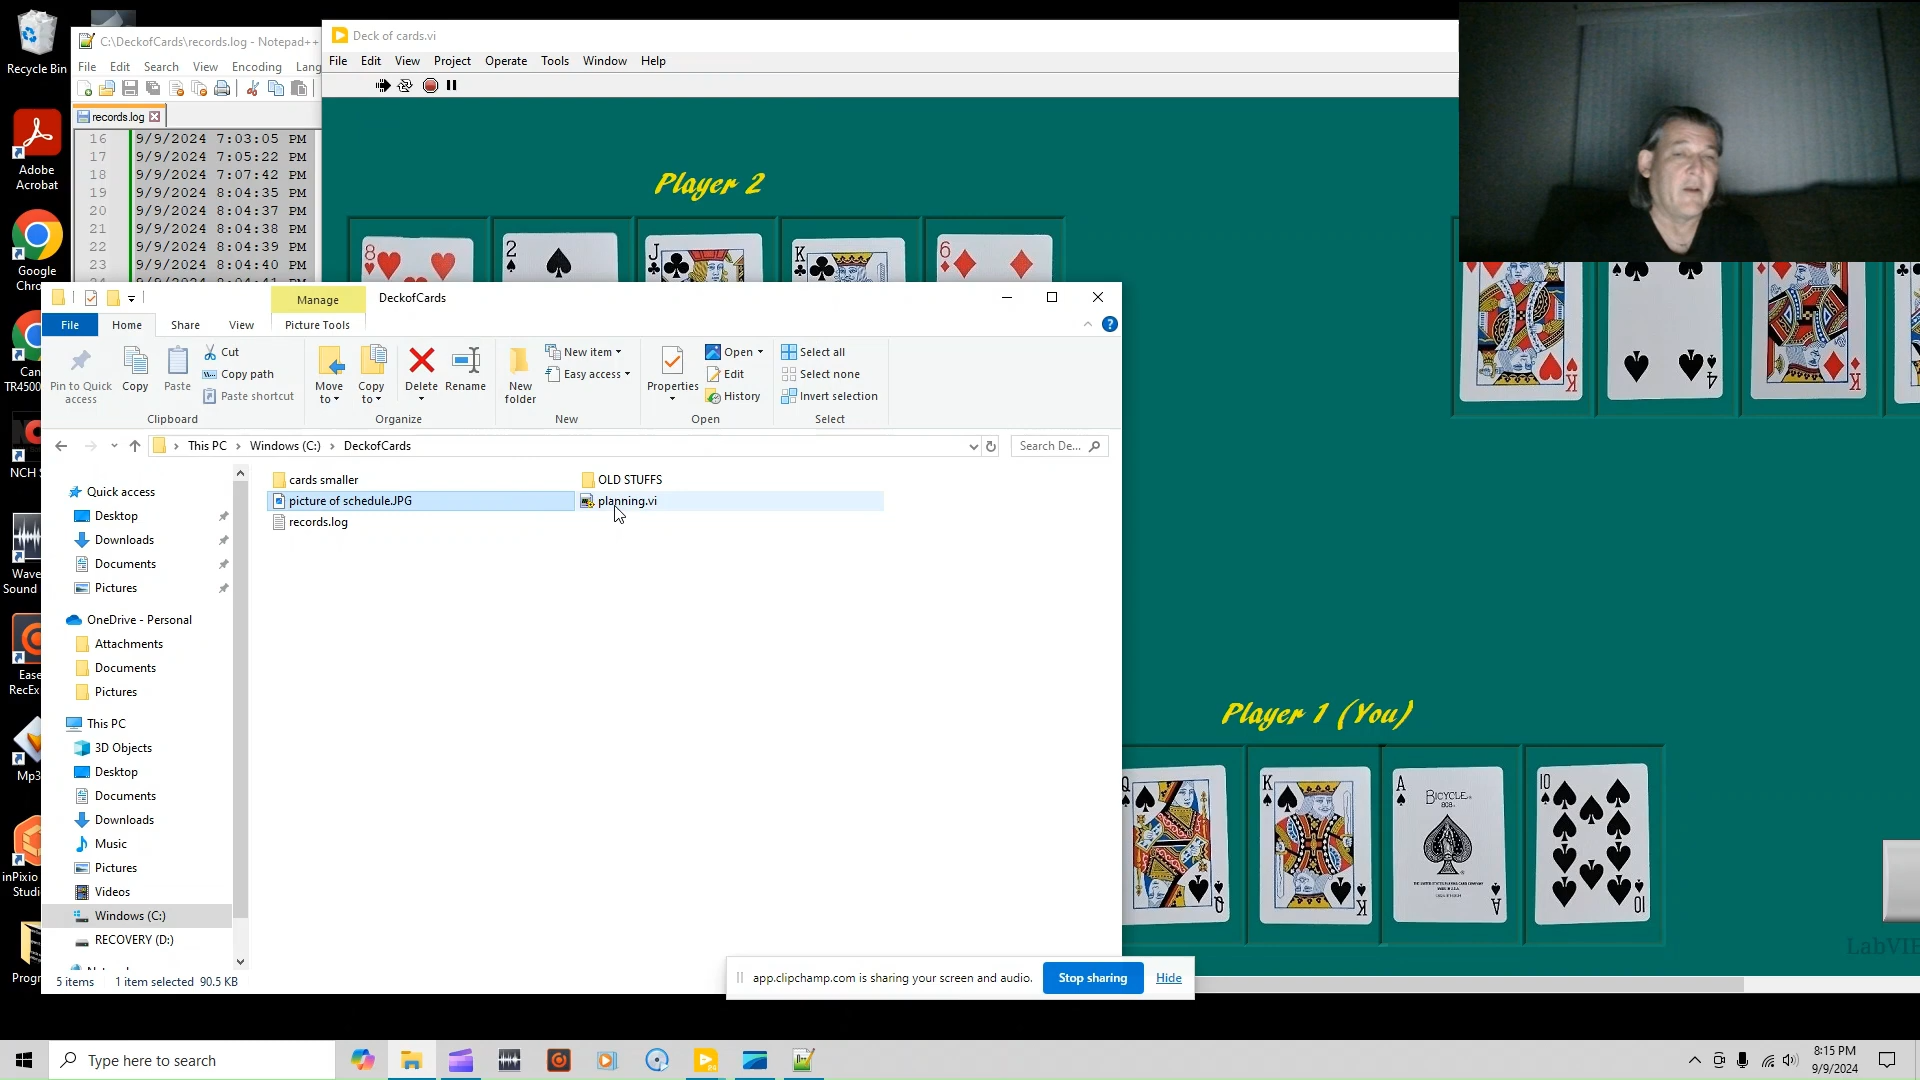 Recycle Bin
Adobe
Acrobat
Google
Chro
Can
TR4500
NCH S
Wave
Sound
Ease
RecEx
Mp3
inPixio
Studi
Progr
C:\DeckofCards\records.log - Notepad++
File Edit Search View Encoding Lang
records.log
16 9/9/2024 7:03:05 PM
17 9/9/2024 7:05:22 PM
18 9/9/2024 7:07:42 PM
19 9/9/2024 8:04:35 PM
20 9/9/2024 8:04:37 PM
21 9/9/2024 8:04:38 PM
22 9/9/2024 8:04:39 PM
23 9/9/2024 8:04:40 PM
Deck of cards.vi
File Edit View Project Operate Tools Window Help
Player 2
8 2 J K 6
K 4 K
Manage DeckofCards
File Home Share View Picture Tools
Pin to Quick access
Copy
Paste
Cut
Copy path
Paste shortcut
Clipboard
Move to
Copy to
Delete
Rename
Organize
New folder
New item
Easy access
New
Properties
Open
Edit
History
Open
Select all
Select none
Invert selection
Select
This PC > Windows (C:) > DeckofCards
Search De...
Quick access
Desktop
Downloads
Documents
Pictures
OneDrive - Personal
Attachments
Documents
Pictures
This PC
3D Objects
Desktop
Documents
Downloads
Music
Pictures
Videos
Windows (C:)
RECOVERY (D:)
cards smaller
OLD STUFFS
picture of schedule.JPG
planning.vi
records.log
5 items 1 item selected 90.5 KB
Player 1 (You)
Q K A 10
BICYCLE
808
Q K A 10
LabVIE
app.clipchamp.com is sharing your screen and audio. Stop sharing Hide
Type here to search
8:15 PM
9/9/2024